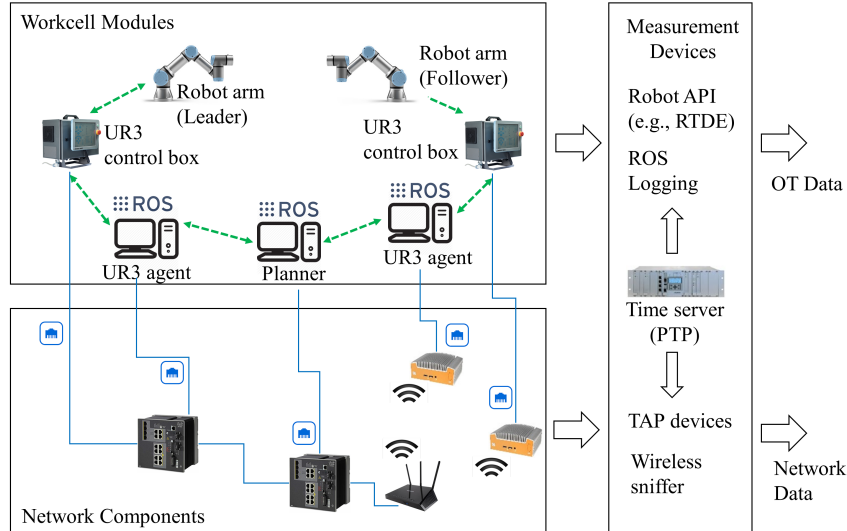 Workcell Modules
Robot arm
(Leader)
Robot arm
(Follower)
UR3
control box
UR3
control box
ROS
ROS
ROS
UR3 agent
Planner
UR3 agent
Network Components
Measurement
Devices
Robot API
(e.g., RTDE)
ROS
Logging
Time server
(PTP)
TAP devices
Wireless
sniffer
OT Data
Network
Data